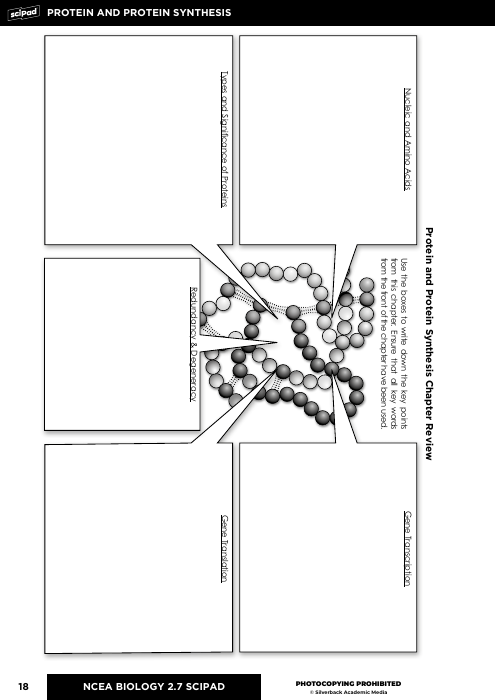 scipad
PROTEIN AND PROTEIN SYNTHESIS
Protein and Protein Synthesis Chapter Review
Use the boxes to write down the key points
from this chapter. Ensure that all key words
from the front of the chapter have been used.
Nucleic and Amino Acids
Gene Transcription
Types and Significance of Proteins
Redundancy & Degeneracy
Gene Translation
18
NCEA BIOLOGY 2.7 SCIPAD
PHOTOCOPYING PROHIBITED
© Silverback Academic Media